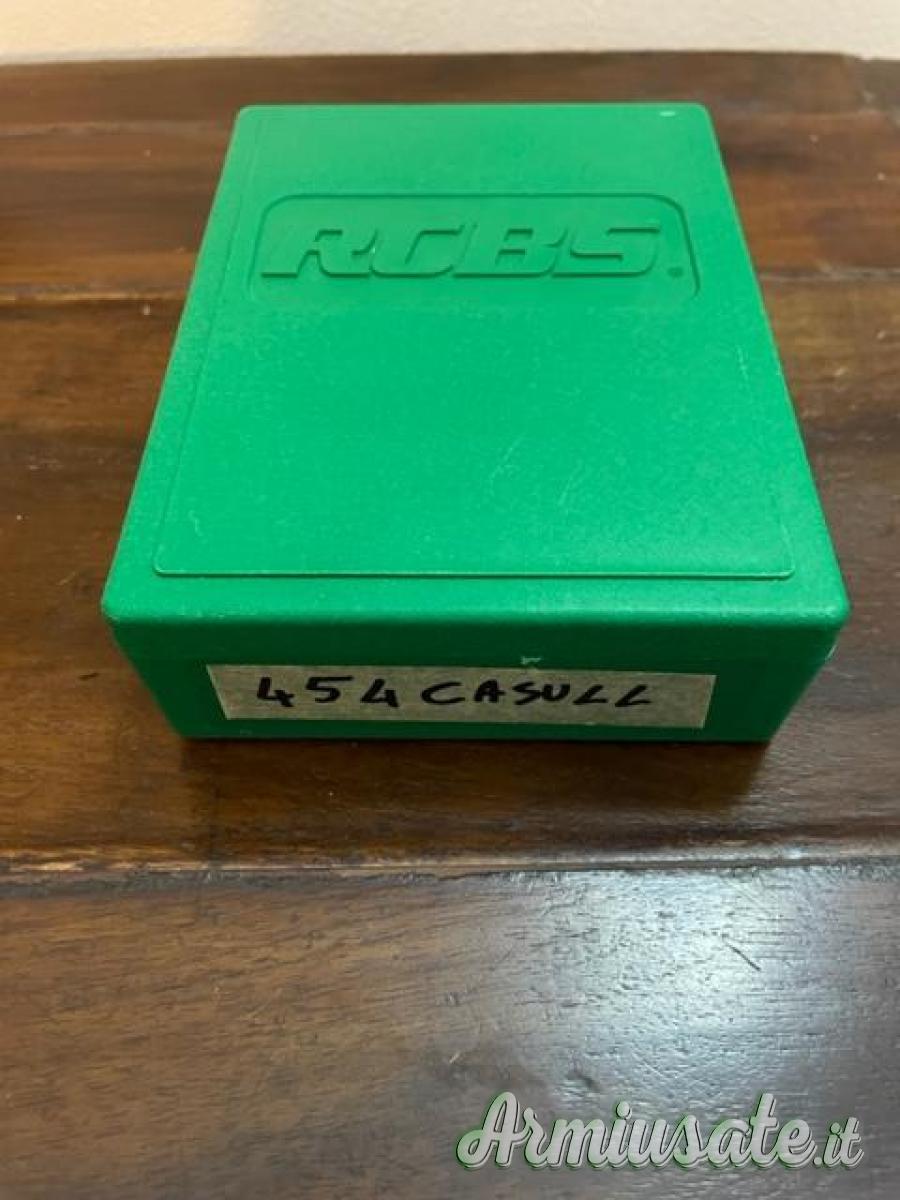 RCBS
454 CASULL
Armiusate.it